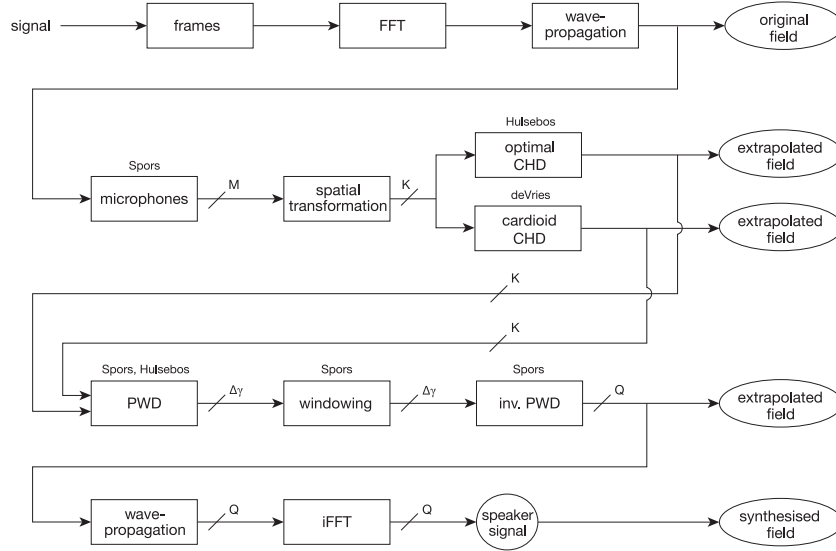 signal
frames
FFT
wave-
propagation
original
field
Hulsebos
optimal
CHD
extrapolated
field
Spors
microphones
M
spatial
transformation
K
deVries
cardioid
CHD
extrapolated
field
K
K
Spors, Hulsebos
PWD
Δγ
Spors
windowing
Δγ
Spors
inv. PWD
Q
extrapolated
field
wave-
propagation
Q
iFFT
Q
speaker
signal
synthesised
field